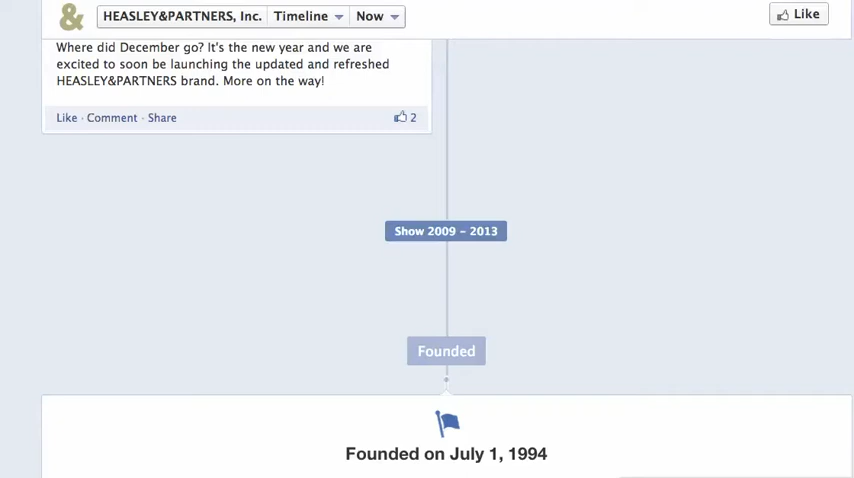 & HEASLEY&PARTNERS, Inc. Timeline Now Like
Where did December go? It's the new year and we are
excited to soon be launching the updated and refreshed
HEASLEY&PARTNERS brand. More on the way!
Like · Comment · Share 2
Show 2009 – 2013
Founded
Founded on July 1, 1994